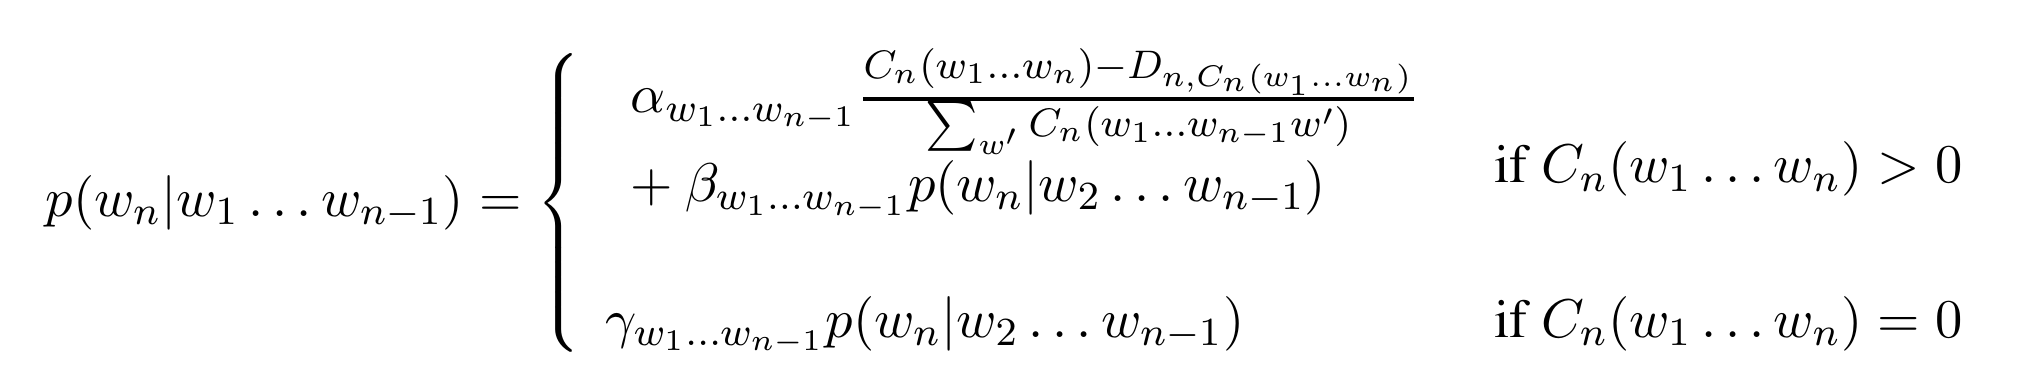 p(w_n|w_1 … w_{n−1}) = { α_{w_1…w_{n−1}} \frac{C_n(w_1…w_n)−D_{n,C_n(w_1…w_n)}}{∑_{w′} C_n(w_1…w_{n−1}w′)}
+ β_{w_1…w_{n−1}}p(w_n|w_2 … w_{n−1}) if C_n(w_1 … w_n) > 0
γ_{w_1…w_{n−1}}p(w_n|w_2 … w_{n−1}) if C_n(w_1 … w_n) = 0